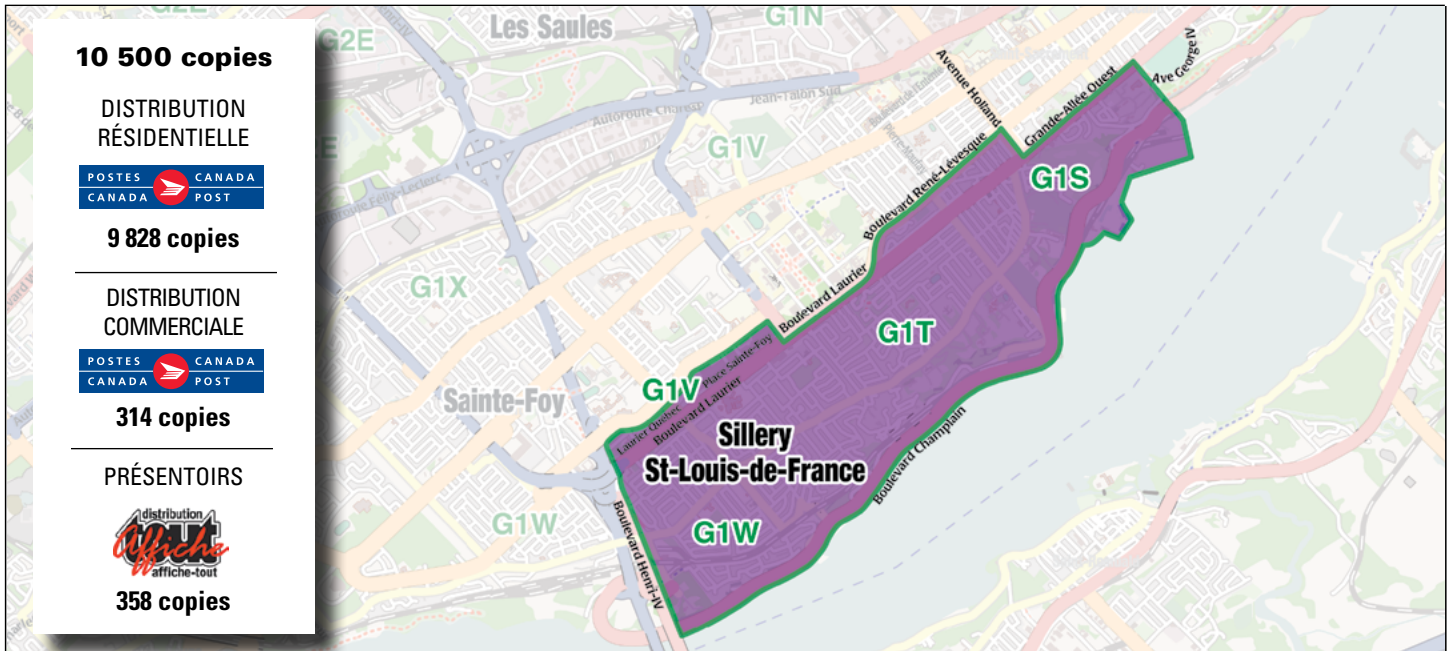 10 500 copies
DISTRIBUTION
RÉSIDENTIELLE
POSTES CANADA
CANADA POST
9 828 copies
DISTRIBUTION
COMMERCIALE
POSTES CANADA
CANADA POST
314 copies
PRÉSENTOIRS
distribution
tout
Affiche
affiche-tout
358 copies
G2E
G1N
Les Saules
G2E
Autoroute Charest
Jean-Talon Sud
G1V
Avenue Holland
Grande-Allée Ouest
Ave George IV
Boulevard René-Lévesque
G1S
G1X
Boulevard Laurier
G1T
Place Sainte-Foy
G1V
Sainte-Foy
Laurier Québec
Boulevard Laurier
Sillery
St-Louis-de-France
Boulevard Champlain
G1W
G1W
Boulevard Henri-IV